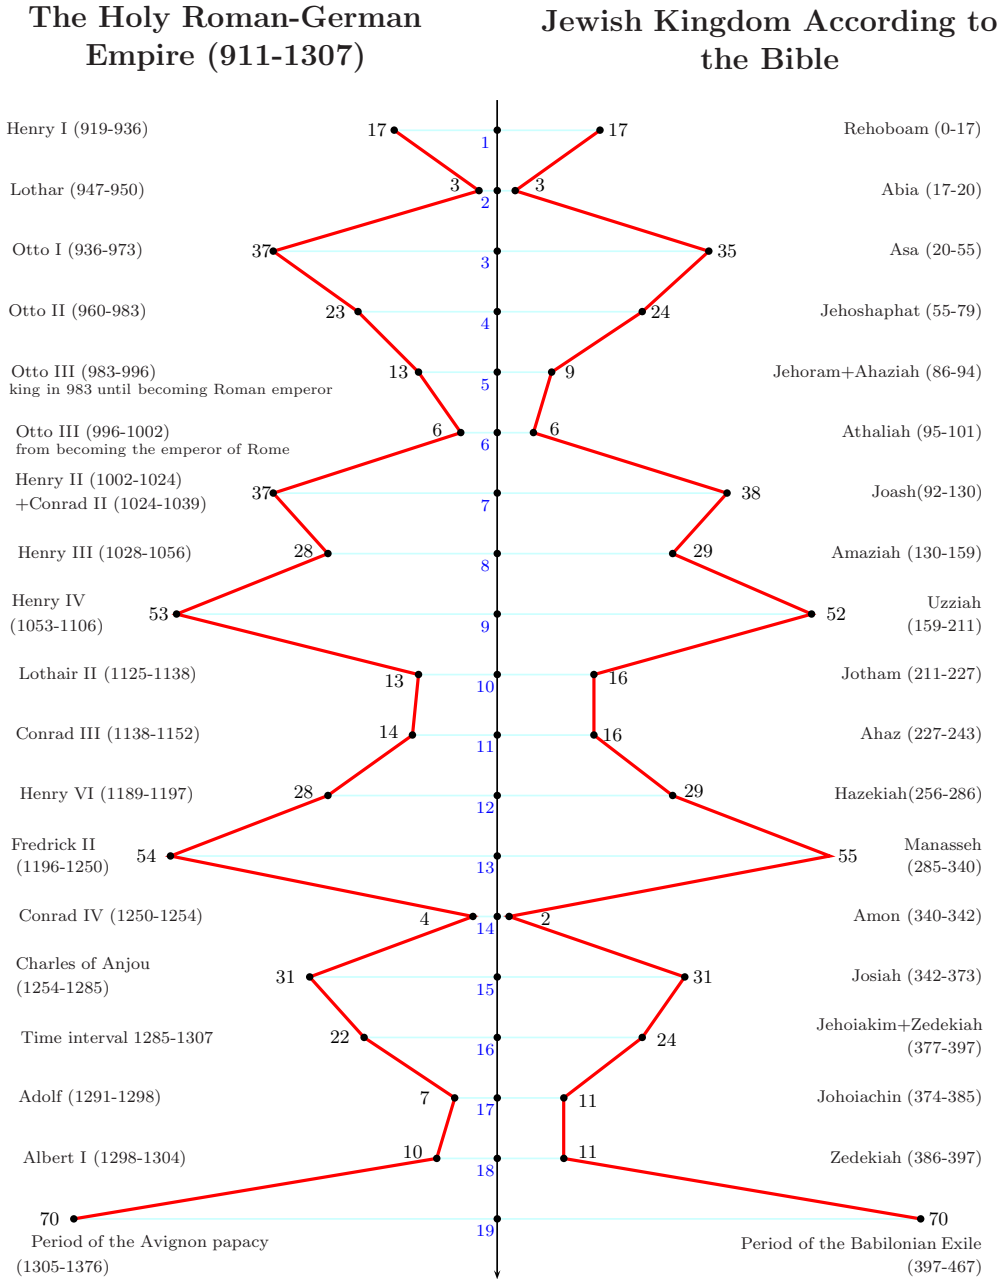 The Holy Roman-German
Empire (911-1307)
Jewish Kingdom According to
the Bible
Henry I (919-936)
17
17
Rehoboam (0-17)
1
Lothar (947-950)
3
3
Abia (17-20)
2
Otto I (936-973)
37
35
Asa (20-55)
3
Otto II (960-983)
23
24
Jehoshaphat (55-79)
4
Otto III (983-996)
king in 983 until becoming Roman emperor
13
9
Jehoram+Ahaziah (86-94)
5
Otto III (996-1002)
from becoming the emperor of Rome
6
6
Athaliah (95-101)
6
Henry II (1002-1024)
+Conrad II (1024-1039)
37
38
Joash(92-130)
7
Henry III (1028-1056)
28
29
Amaziah (130-159)
8
Henry IV
(1053-1106)
53
52
Uzziah
(159-211)
9
Lothair II (1125-1138)
13
16
Jotham (211-227)
10
Conrad III (1138-1152)
14
16
Ahaz (227-243)
11
Henry VI (1189-1197)
28
29
Hazekiah(256-286)
12
Fredrick II
(1196-1250)
54
55
Manasseh
(285-340)
13
Conrad IV (1250-1254)
4
2
Amon (340-342)
14
Charles of Anjou
(1254-1285)
31
31
Josiah (342-373)
15
Time interval 1285-1307
22
24
Jehoiakim+Zedekiah
(377-397)
16
Adolf (1291-1298)
7
11
Johoiachin (374-385)
17
Albert I (1298-1304)
10
11
Zedekiah (386-397)
18
70
70
19
Period of the Avignon papacy
(1305-1376)
Period of the Babilonian Exile
(397-467)